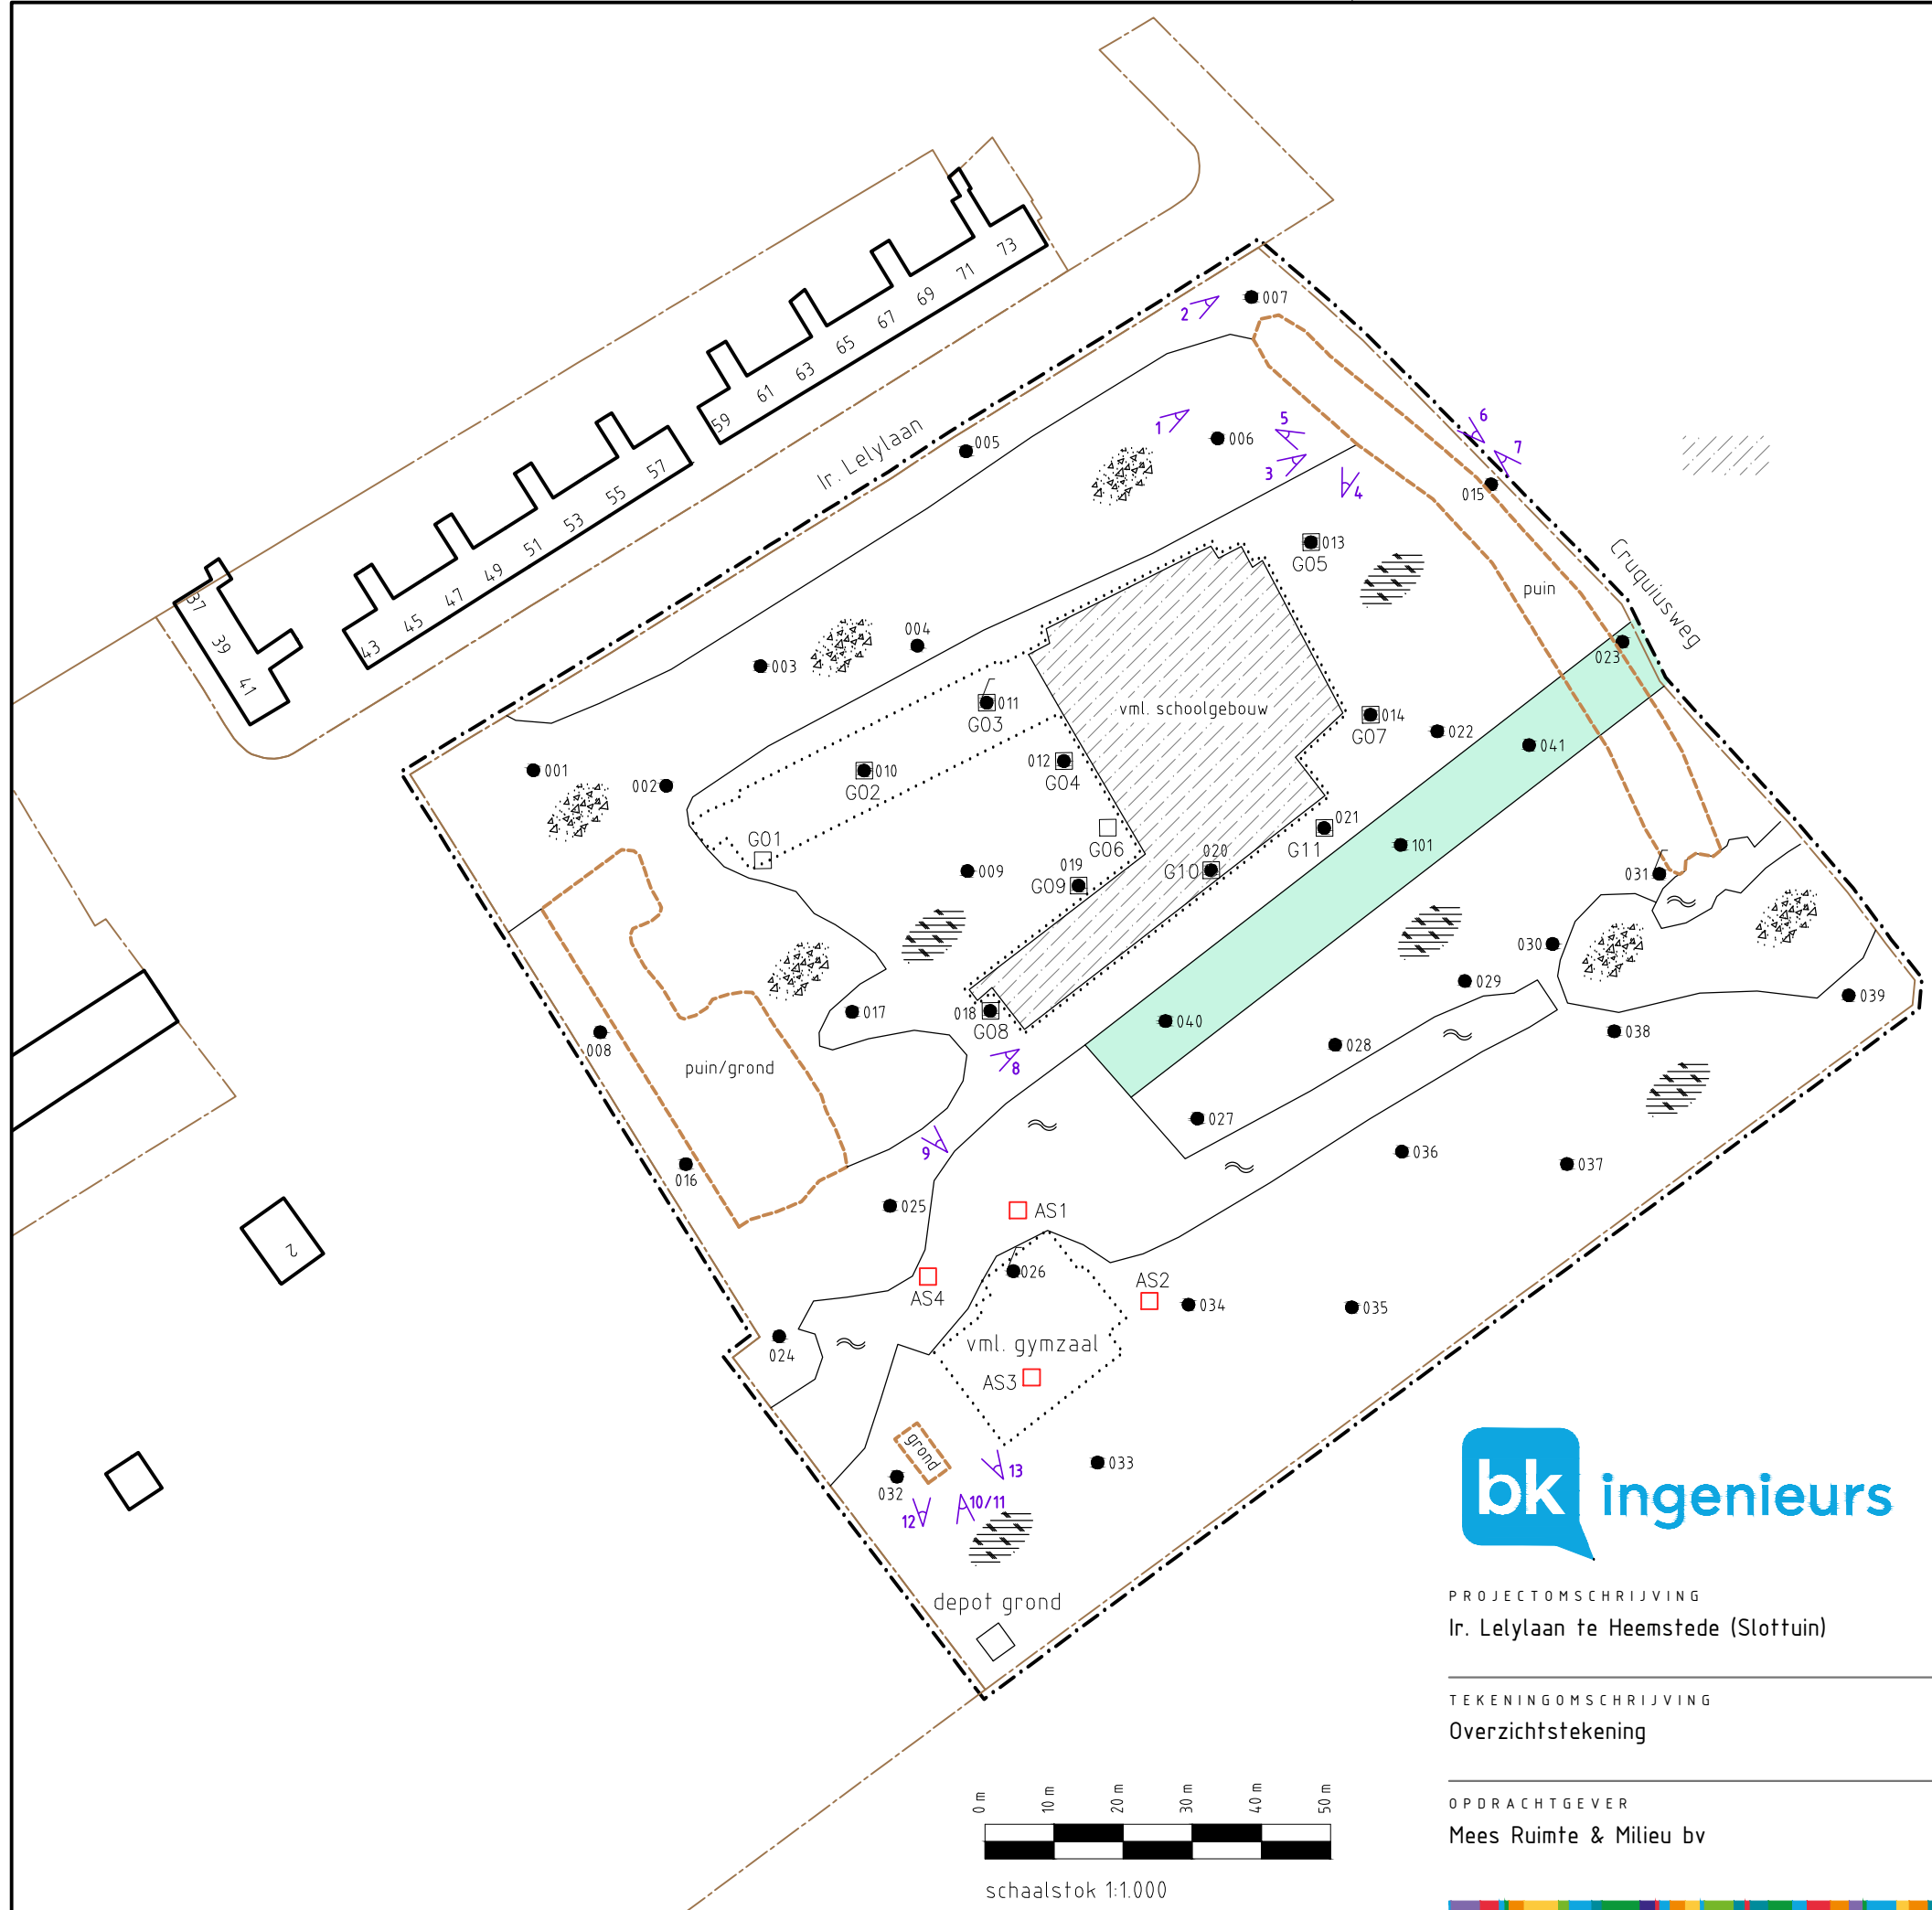 73
71
69
67
65
63
61
59
57
55
53
51
49
47
45
43
37
39
41
2
Ir. Lelylaan
Cruquiusweg
2
007
1
006
5
3
4
6
7
015
005
013
G05
puin
004
003
023
011
G03
vml. schoolgebouw
014
G07
022
041
001
002
010
G02
012
G04
G01
G06
021
G11
101
020
G10
009
019
G09
031
030
029
039
038
018
G08
017
040
008
028
puin/grond
8
027
9
036
037
016
025
AS1
026
AS2
034
035
AS4
024
vml. gymzaal
AS3
grond
032
13
033
10/11
12
depot grond
0 m
10 m
20 m
30 m
40 m
50 m
schaalstok 1:1.000
bk ingenieurs
PROJECTOMSCHRIJVING
Ir. Lelylaan te Heemstede (Slottuin)
TEKENINGOMSCHRIJVING
Overzichtstekening
OPDRACHTGEVER
Mees Ruimte & Milieu bv